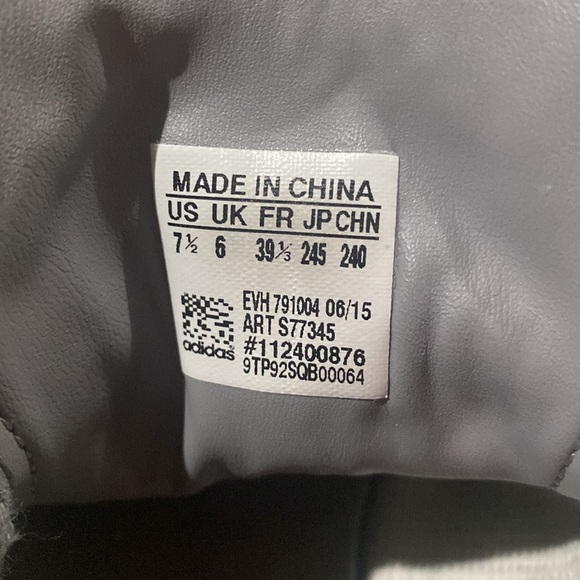 MADE IN CHINA
US UK FR JP CHN
7½ 6 39⅓ 245 240
EVH 791004 06/15
ART S77345
adidas #112400876
9TP92SQB00064